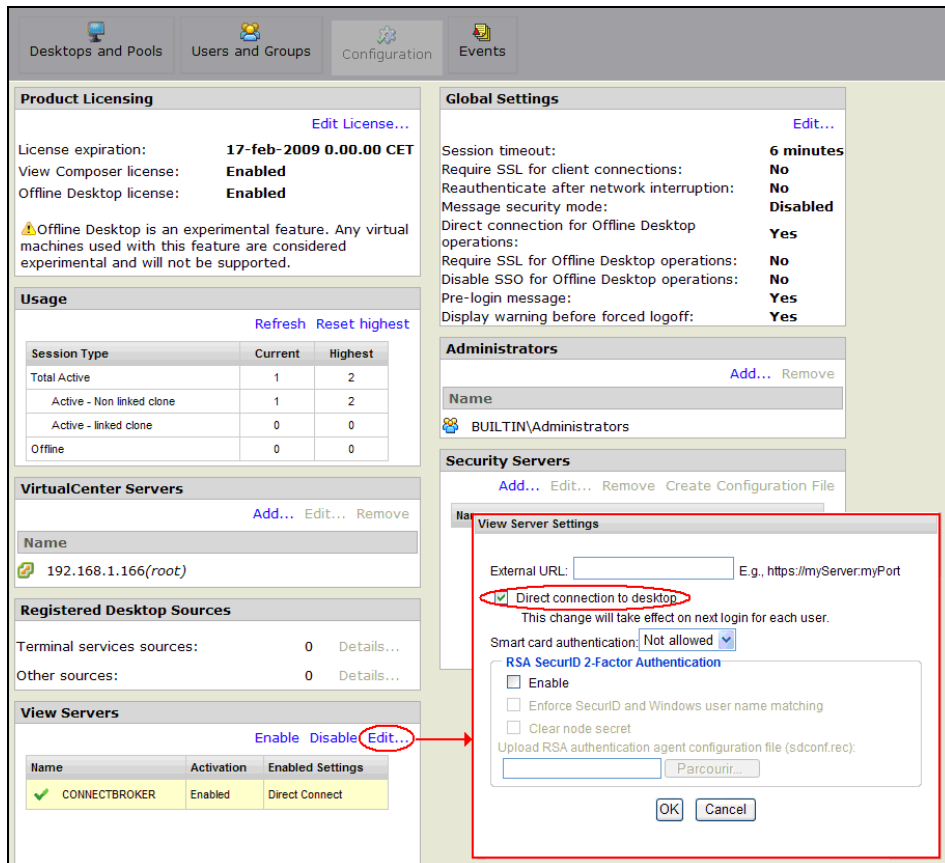 Desktops and Pools Users and Groups Configuration Events
Product Licensing
Edit License...
License expiration: 17-feb-2009 0.00.00 CET
View Composer license: Enabled
Offline Desktop license: Enabled
Offline Desktop is an experimental feature. Any virtual
machines used with this feature are considered
experimental and will not be supported.
Usage
Refresh Reset highest
Session Type Current Highest
Total Active 1 2
Active - Non linked clone 1 2
Active - linked clone 0 0
Offline 0 0
VirtualCenter Servers
Add... Edit... Remove
Name
192.168.1.166(root)
Registered Desktop Sources
Terminal services sources: 0 Details...
Other sources: 0 Details...
View Servers
Enable Disable Edit...
Name Activation Enabled Settings
CONNECTBROKER Enabled Direct Connect
Global Settings
Edit...
Session timeout: 6 minutes
Require SSL for client connections: No
Reauthenticate after network interruption: No
Message security mode: Disabled
Direct connection for Offline Desktop
operations: Yes
Require SSL for Offline Desktop operations: No
Disable SSO for Offline Desktop operations: No
Pre-login message: Yes
Display warning before forced logoff: Yes
Administrators
Add... Remove
Name
BUILTIN\Administrators
Security Servers
Add... Edit... Remove Create Configuration File
View Server Settings
External URL: E.g., https://myServer:myPort
Direct connection to desktop
This change will take effect on next login for each user.
Smart card authentication: Not allowed
RSA SecurID 2-Factor Authentication
Enable
Enforce SecurID and Windows user name matching
Clear node secret
Upload RSA authentication agent configuration file (sdconf.rec):
Parcourir...
OK Cancel